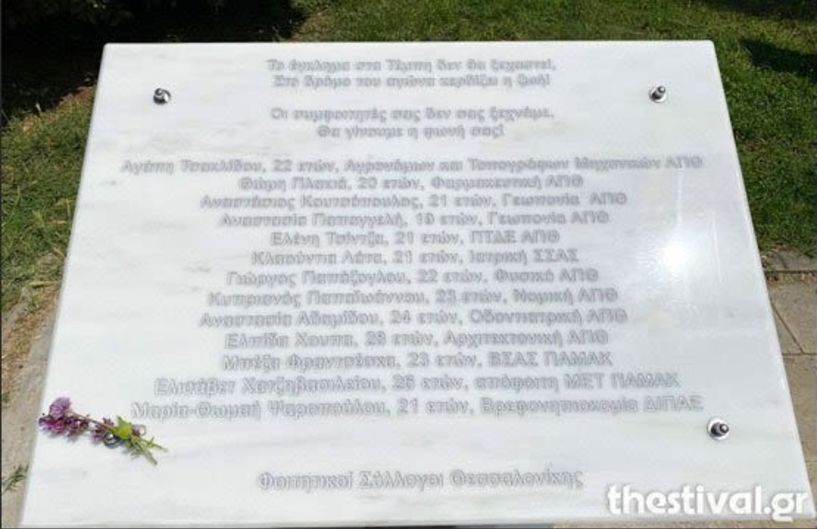 Το έγκλημα στα Τέμπη δεν θα ξεχαστεί,
Στο δρόμο του αγώνα κερδίζει η ζωή!
Οι συμφοιτητές σας δεν σας ξεχνάμε.
Θα γίνουμε η φωνή σας!
Αγάπη Τσακλίδου, 22 ετών, Αγρονόμων και Τοπογράφων Μηχανικών ΑΠΘ
Θώμη Πλακιά, 20 ετών, Φαρμακευτική ΑΠΘ
Αναστάσιος Κουτσόπουλος, 21 ετών, Γεωπονία ΑΠΘ
Αναστασία Παπαγγελή, 19 ετών, Γεωπονία ΑΠΘ
Ελένη Τσίντζα, 21 ετών, ΠΤΔΕ ΑΠΘ
Κλαούντια Λάτα, 21 ετών, Ιατρική ΣΣΑΣ
Γιώργος Παπάζογλου, 22 ετών, Φυσικό ΑΠΘ
Κυπριανός Παπαϊωάννου, 23 ετών, Νομική ΑΠΘ
Αναστασία Αδαμίδου, 24 ετών, Οδοντιατρική ΑΠΘ
Ελπίδα Χούπα, 28 ετών, Αρχιτεκτονική ΑΠΘ
Μπέζα Φραντσέσκα, 23 ετών, ΒΣΑΣ ΠΑΜΑΚ
Ελισάβετ Χατζηβασιλείου, 26 ετών, απόφοιτη ΜΕΤ ΠΑΜΑΚ
Μαρία-Θωμαή Ψαροπούλου, 21 ετών, Βρεφονηπιοκομία ΔΙΠΑΕ
Φοιτητικοί Σύλλογοι Θεσσαλονίκης
thestival.gr